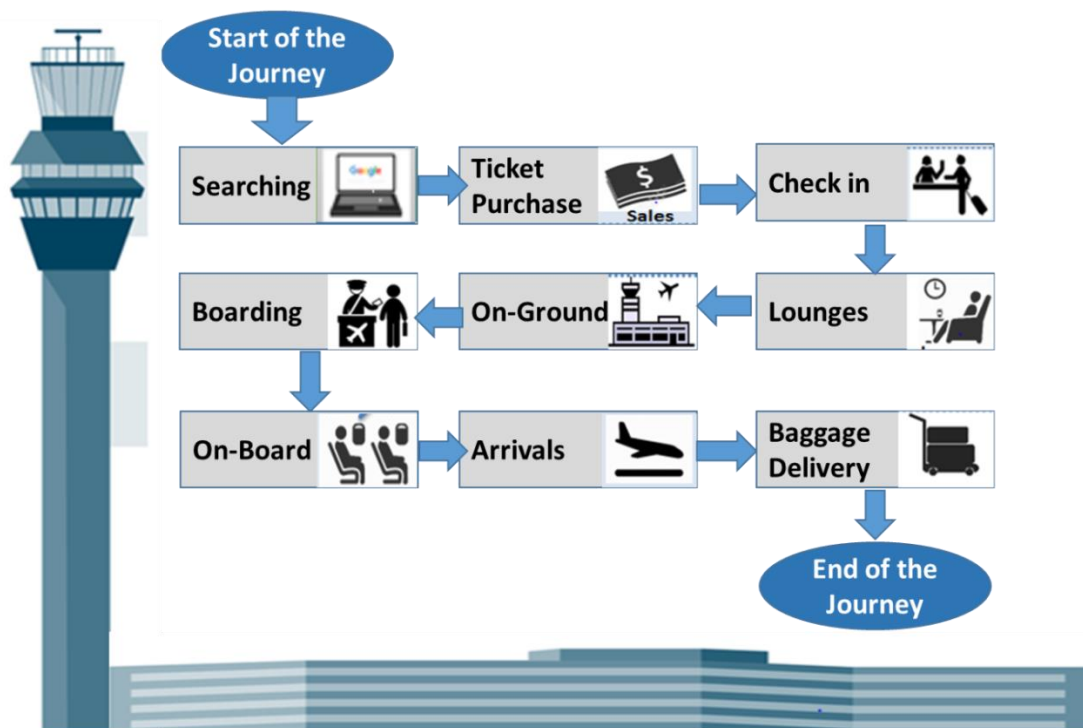 Start of the
Journey
Searching
Google
Ticket
Purchase
$
Sales
Check in
Lounges
On-Ground
Boarding
On-Board
Arrivals
Baggage
Delivery
End of the
Journey